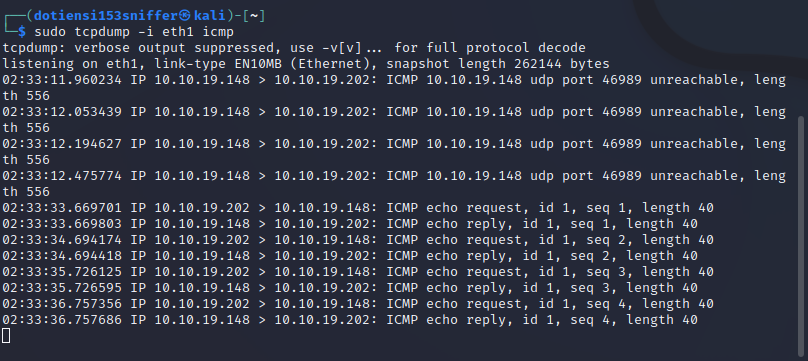 ┌──(dotiensi153sniffer㉿kali)-[~]
└─$ sudo tcpdump -i eth1 icmp
tcpdump: verbose output suppressed, use -v[v]... for full protocol decode
listening on eth1, link-type EN10MB (Ethernet), snapshot length 262144 bytes
02:33:11.960234 IP 10.10.19.148 > 10.10.19.202: ICMP 10.10.19.148 udp port 46989 unreachable, leng
th 556
02:33:12.053439 IP 10.10.19.148 > 10.10.19.202: ICMP 10.10.19.148 udp port 46989 unreachable, leng
th 556
02:33:12.194627 IP 10.10.19.148 > 10.10.19.202: ICMP 10.10.19.148 udp port 46989 unreachable, leng
th 556
02:33:12.475774 IP 10.10.19.148 > 10.10.19.202: ICMP 10.10.19.148 udp port 46989 unreachable, leng
th 556
02:33:33.669701 IP 10.10.19.202 > 10.10.19.148: ICMP echo request, id 1, seq 1, length 40
02:33:33.669803 IP 10.10.19.148 > 10.10.19.202: ICMP echo reply, id 1, seq 1, length 40
02:33:34.694174 IP 10.10.19.202 > 10.10.19.148: ICMP echo request, id 1, seq 2, length 40
02:33:34.694418 IP 10.10.19.148 > 10.10.19.202: ICMP echo reply, id 1, seq 2, length 40
02:33:35.726125 IP 10.10.19.202 > 10.10.19.148: ICMP echo request, id 1, seq 3, length 40
02:33:35.726595 IP 10.10.19.148 > 10.10.19.202: ICMP echo reply, id 1, seq 3, length 40
02:33:36.757356 IP 10.10.19.202 > 10.10.19.148: ICMP echo request, id 1, seq 4, length 40
02:33:36.757686 IP 10.10.19.148 > 10.10.19.202: ICMP echo reply, id 1, seq 4, length 40